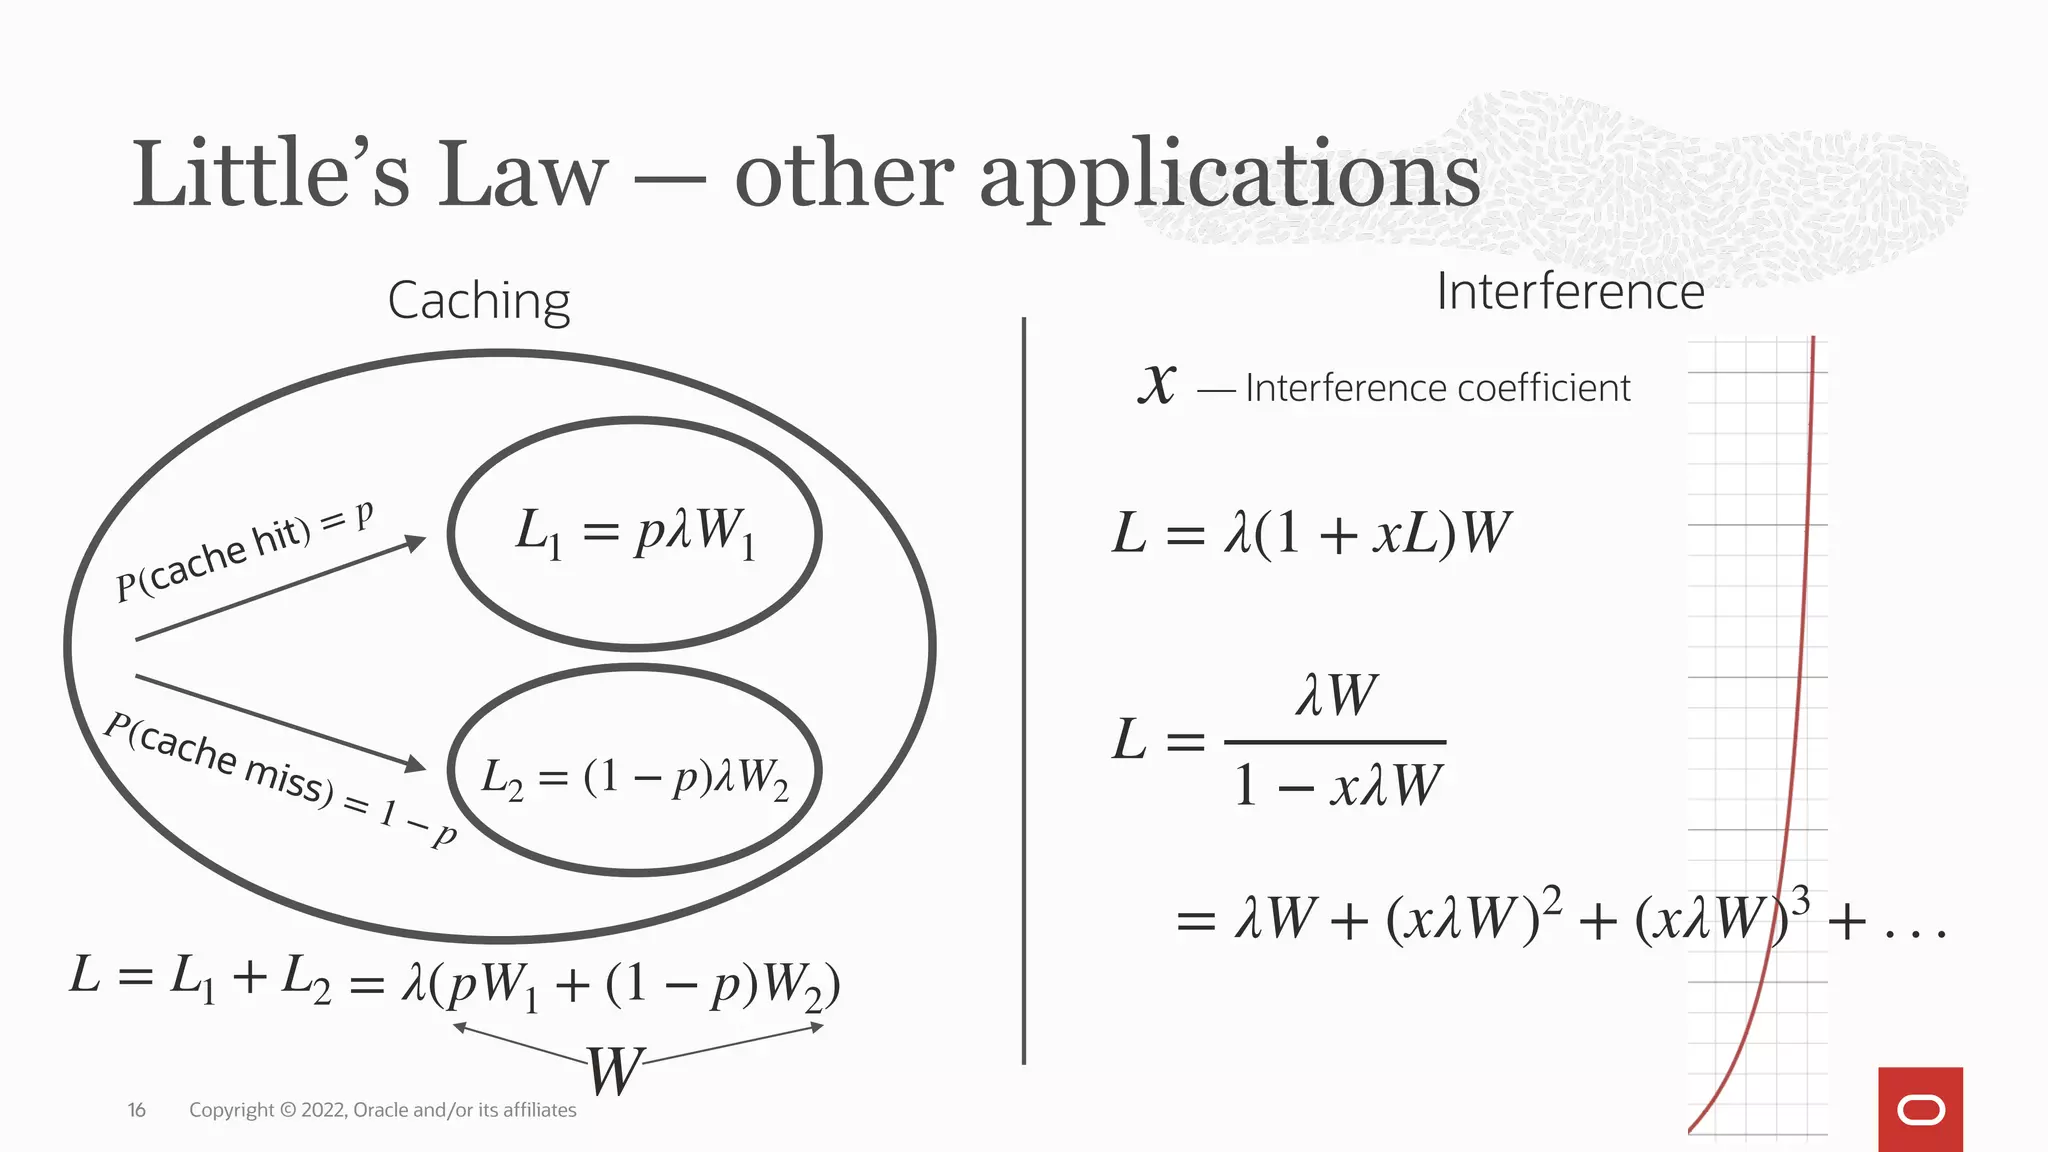 Little’s Law — other applications
Caching
P(cache hit) = p
L₁ = pλW₁
P(cache miss) = 1 – p
L₂ = (1 − p)λW₂
L = L₁ + L₂ = λ(pW₁ + (1 − p)W₂)
W
Interference
x — Interference coefficient
L = λ(1 + xL)W
L = λW / (1 − xλW)
= λW + (xλW)² + (xλW)³ + . . .
16 Copyright © 2022, Oracle and/or its affiliates